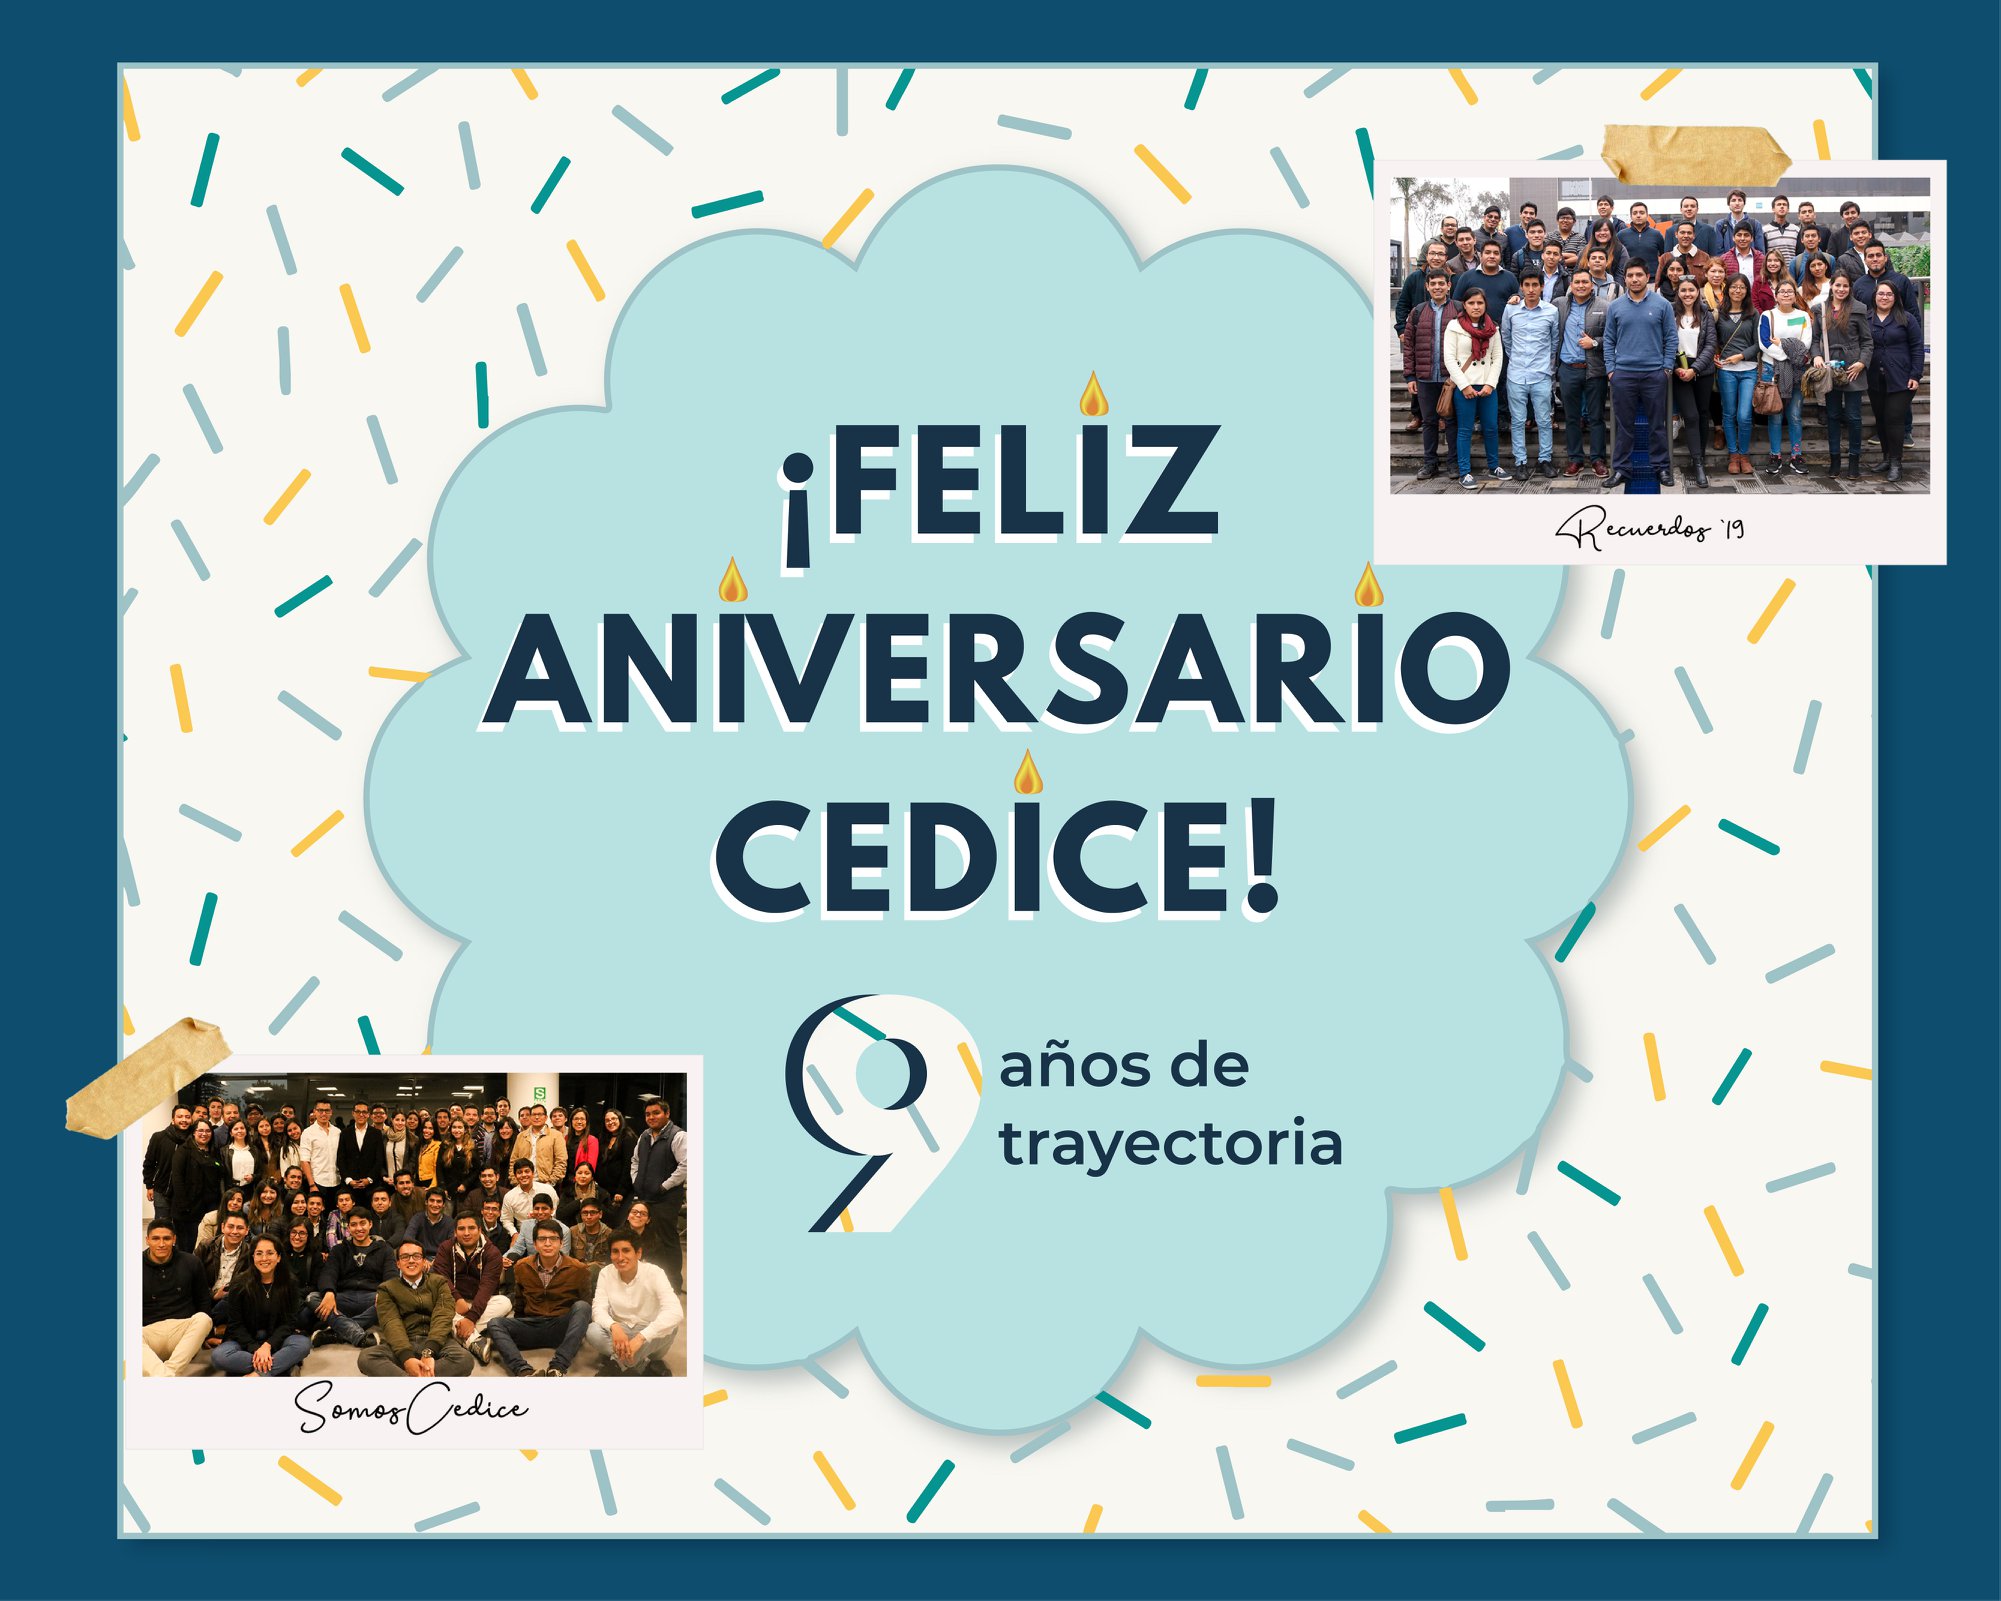 ¡FELIZ
ANIVERSARIO
CEDICE!
9 años de
trayectoria
Recuerdos '19
Somos Cedice
S